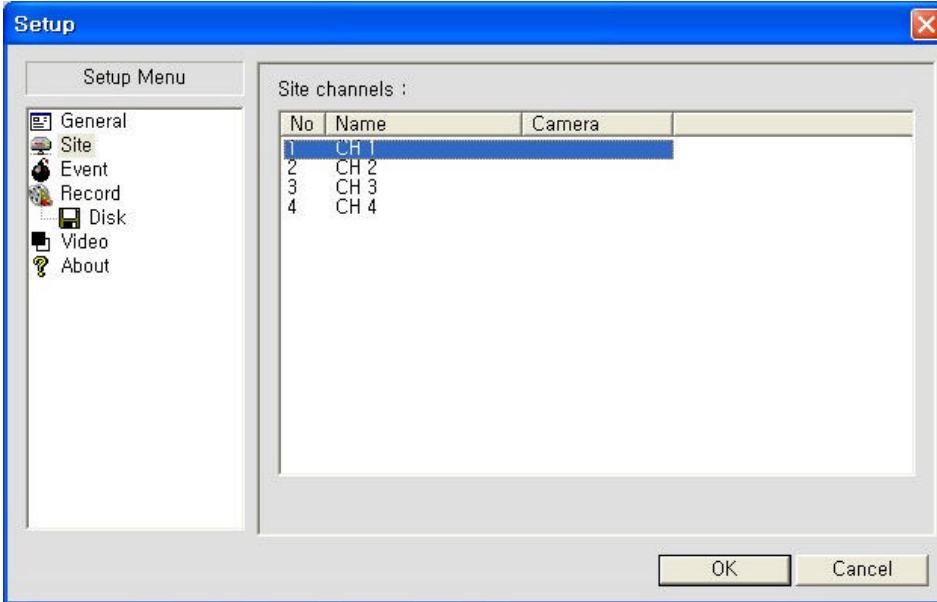 Setup
Setup Menu
General
Site
Event
Record
Disk
Video
About
Site channels :
No Name Camera
1 CH 1
2 CH 2
3 CH 3
4 CH 4
OK Cancel